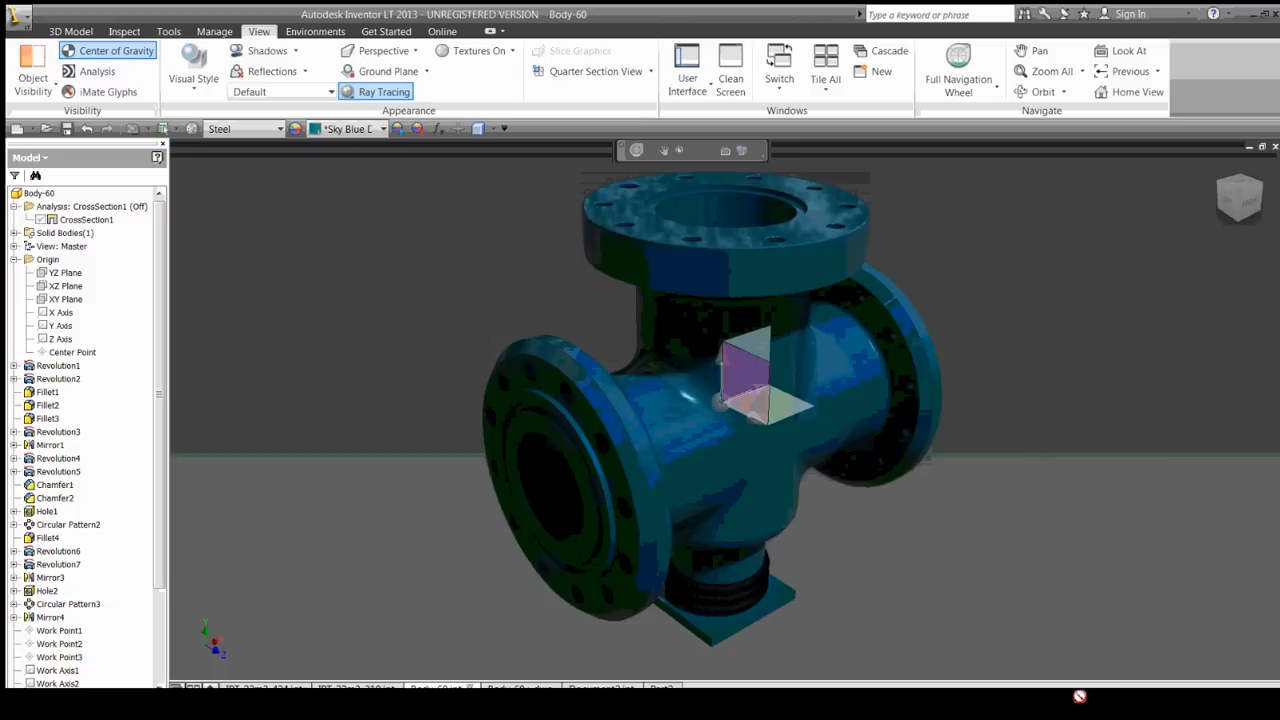 Autodesk Inventor LT 2013 - UNREGISTERED VERSION Body-60
Type a keyword or phrase
Sign In
3D Model Inspect Tools Manage View Environments Get Started Online
Object Visibility
Center of Gravity
Analysis
iMate Glyphs
Visibility
Visual Style
Shadows
Reflections
Default
Perspective
Ground Plane
Ray Tracing
Textures On
Slice Graphics
Quarter Section View
Appearance
User Interface
Clean Screen
Switch
Tile All
Cascade
New
Windows
Full Navigation Wheel
Pan
Zoom All
Orbit
Look At
Previous
Home View
Navigate
Steel
Model
Body-60
Analysis: CrossSection1 (Off)
CrossSection1
Solid Bodies(1)
View: Master
Origin
YZ Plane
XZ Plane
XY Plane
X Axis
Y Axis
Z Axis
Center Point
Revolution1
Revolution2
Fillet1
Fillet2
Fillet3
Revolution3
Mirror1
Revolution4
Revolution5
Chamfer1
Chamfer2
Hole1
Circular Pattern2
Fillet4
Revolution6
Revolution7
Mirror3
Hole2
Circular Pattern3
Mirror4
Work Point1
Work Point2
Work Point3
Work Axis1
Work Axis2